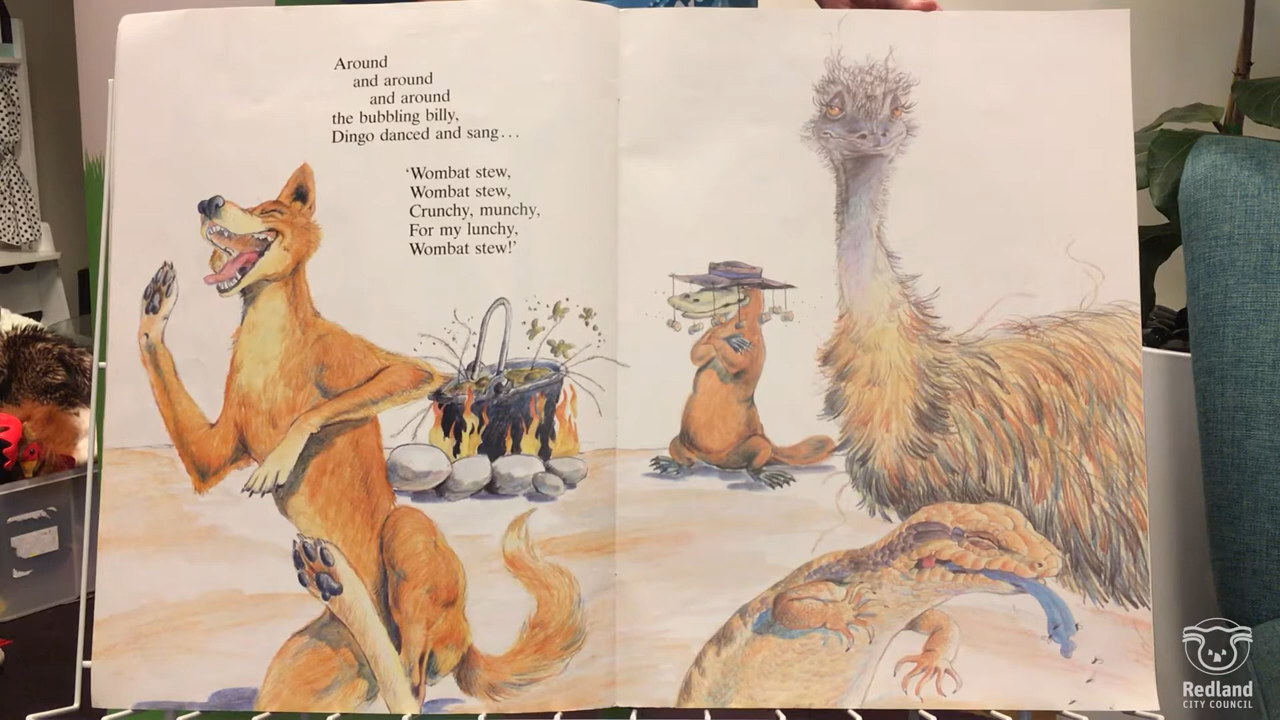 Around
and around
and around
the bubbling billy,
Dingo danced and sang...
‘Wombat stew,
Wombat stew,
Crunchy, munchy,
For my lunchy,
Wombat stew!’
Redland
CITY COUNCIL